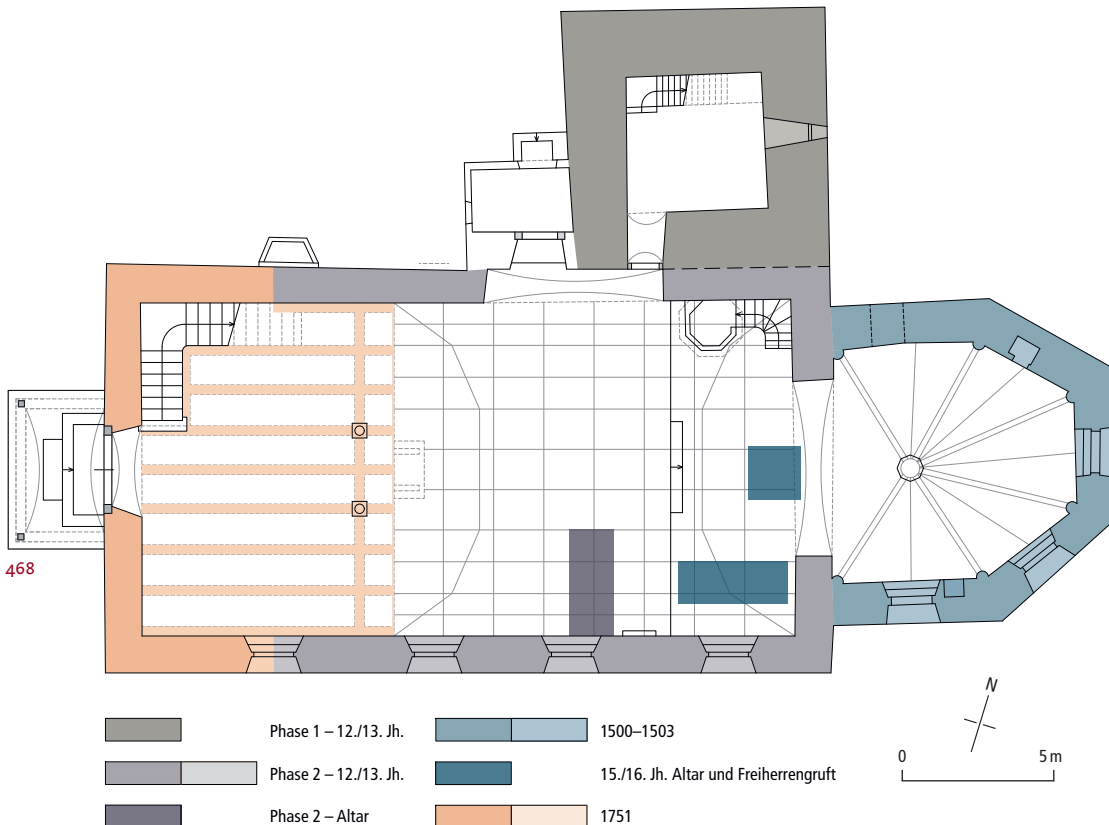 468
N
0 5 m
Phase 1 – 12./13. Jh.
Phase 2 – 12./13. Jh.
Phase 2 – Altar
1500–1503
15./16. Jh. Altar und Freiherrengruft
1751